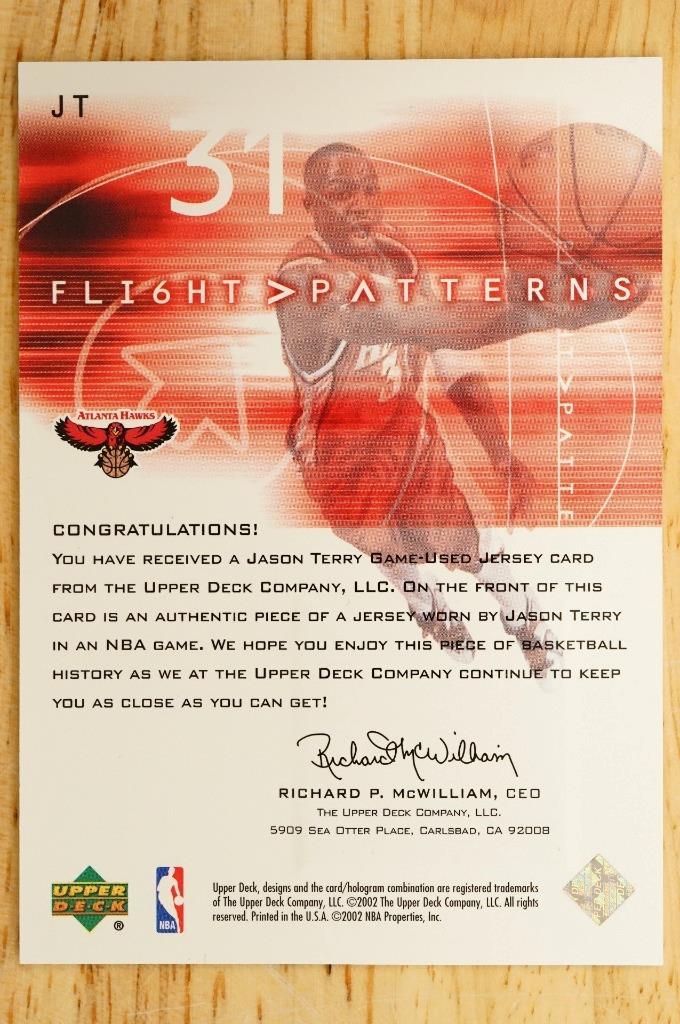 JT
31
FLI6HT>PATTERNS
HT>PATTE
ATLANTA HAWKS
CONGRATULATIONS!
YOU HAVE RECEIVED A JASON TERRY GAME-USED JERSEY CARD
FROM THE UPPER DECK COMPANY, LLC. ON THE FRONT OF THIS
CARD IS AN AUTHENTIC PIECE OF A JERSEY WORN BY JASON TERRY
IN AN NBA GAME. WE HOPE YOU ENJOY THIS PIECE OF BASKETBALL
HISTORY AS WE AT THE UPPER DECK COMPANY CONTINUE TO KEEP
YOU AS CLOSE AS YOU CAN GET!
Richard McWilliam
RICHARD P. McWILLIAM, CEO
THE UPPER DECK COMPANY, LLC.
5909 SEA OTTER PLACE, CARLSBAD, CA 92008
UPPER
D·E·C·K
®
NBA
Upper Deck, designs and the card/hologram combination are registered trademarks
of The Upper Deck Company, LLC. ©2002 The Upper Deck Company, LLC. All rights
reserved. Printed in the U.S.A. ©2002 NBA Properties, Inc.